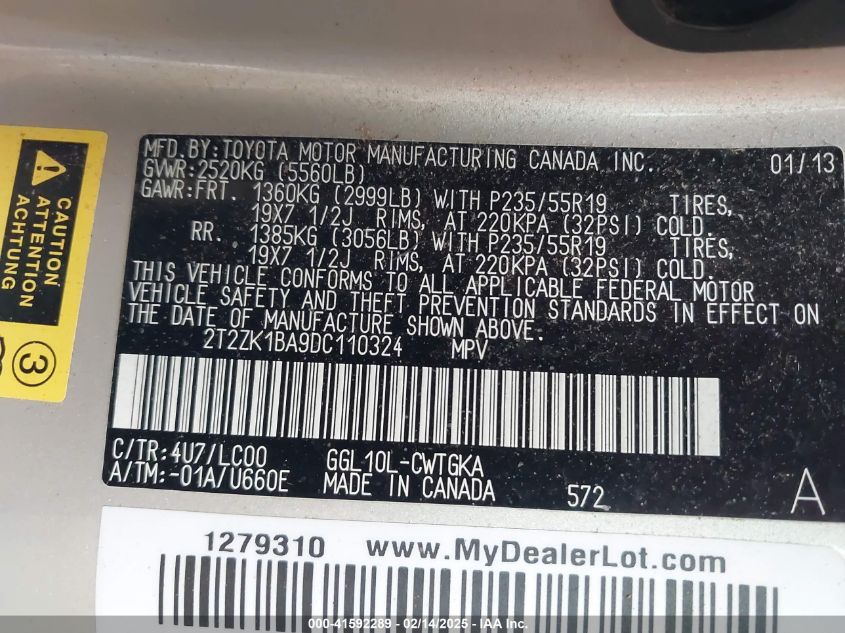 MFD. BY: TOYOTA MOTOR MANUFACTURING CANADA INC. 01/13
GVWR: 2520KG (5560LB)
GAWR: FRT. 1360KG (2999LB) WITH P235/55R19 TIRES,
19X7 1/2J RIMS, AT 220KPA (32PSI) COLD.
RR. 1385KG (3056LB) WITH P235/55R19 TIRES,
19X7 1/2J RIMS, AT 220KPA (32PSI) COLD.
THIS VEHICLE CONFORMS TO ALL APPLICABLE FEDERAL MOTOR
VEHICLE SAFETY AND THEFT PREVENTION STANDARDS IN EFFECT ON
THE DATE OF MANUFACTURE SHOWN ABOVE.
2T2ZK1BA9DC110324 MPV
C/TR: 4U7/LC00 GGL10L-CWTGKA
A/TM: -01A/U660E MADE IN CANADA 572 A
CAUTION
ACHTUNG
3
1279310 www.MyDealerLot.com
000-41592289 - 02/14/2025 - IAA Inc.